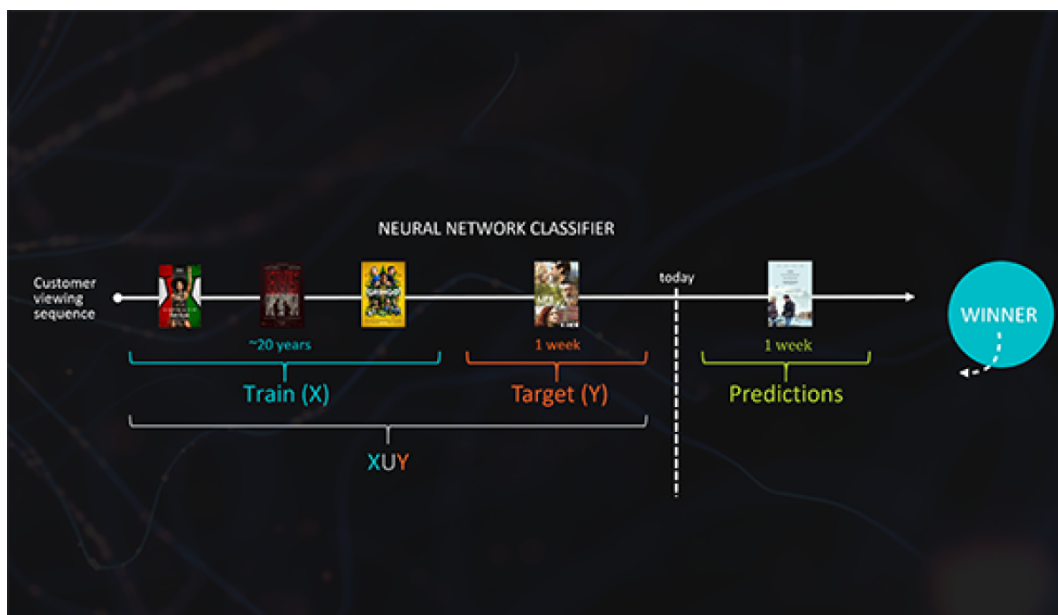 NEURAL NETWORK CLASSIFIER
Customer
viewing
sequence
today
WINNER
~20 years
1 week
1 week
Train (X)
Target (Y)
Predictions
XUY